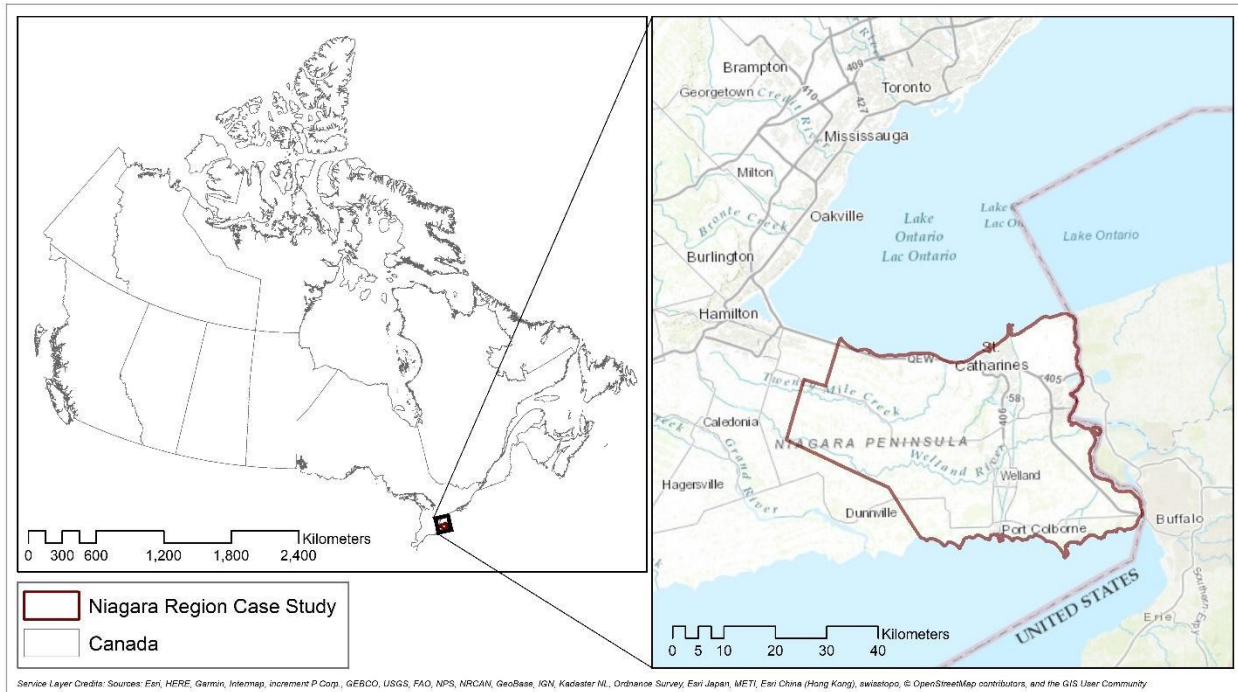 Brampton
409
River
Toronto
410
Georgetown
Credit River
427
Mississauga
Milton
Bronte Creek
Oakville
Lake
Ontario
Lac Ontario
Lake Ontario
Burlington
Hamilton
QEW
St.
Catharines
405
Twenty Mile Creek
58
406
Caledonia
Creek
NIAGARA PENINSULA
Grand River
Welland River
Welland
Hagersville
Dunnville
Port Colborne
Buffalo
UNITED STATES
Erie
Southern Expy
Kilometers
0 300 600 1,200 1,800 2,400
Kilometers
0 5 10 20 30 40
Niagara Region Case Study
Canada
Service Layer Credits: Sources: Esri, HERE, Garmin, Intermap, increment P Corp., GEBCO, USGS, FAO, NPS, NRCAN, GeoBase, IGN, Kadaster NL, Ordnance Survey, Esri Japan, METI, Esri China (Hong Kong), swisstopo, © OpenStreetMap contributors, and the GIS User Community